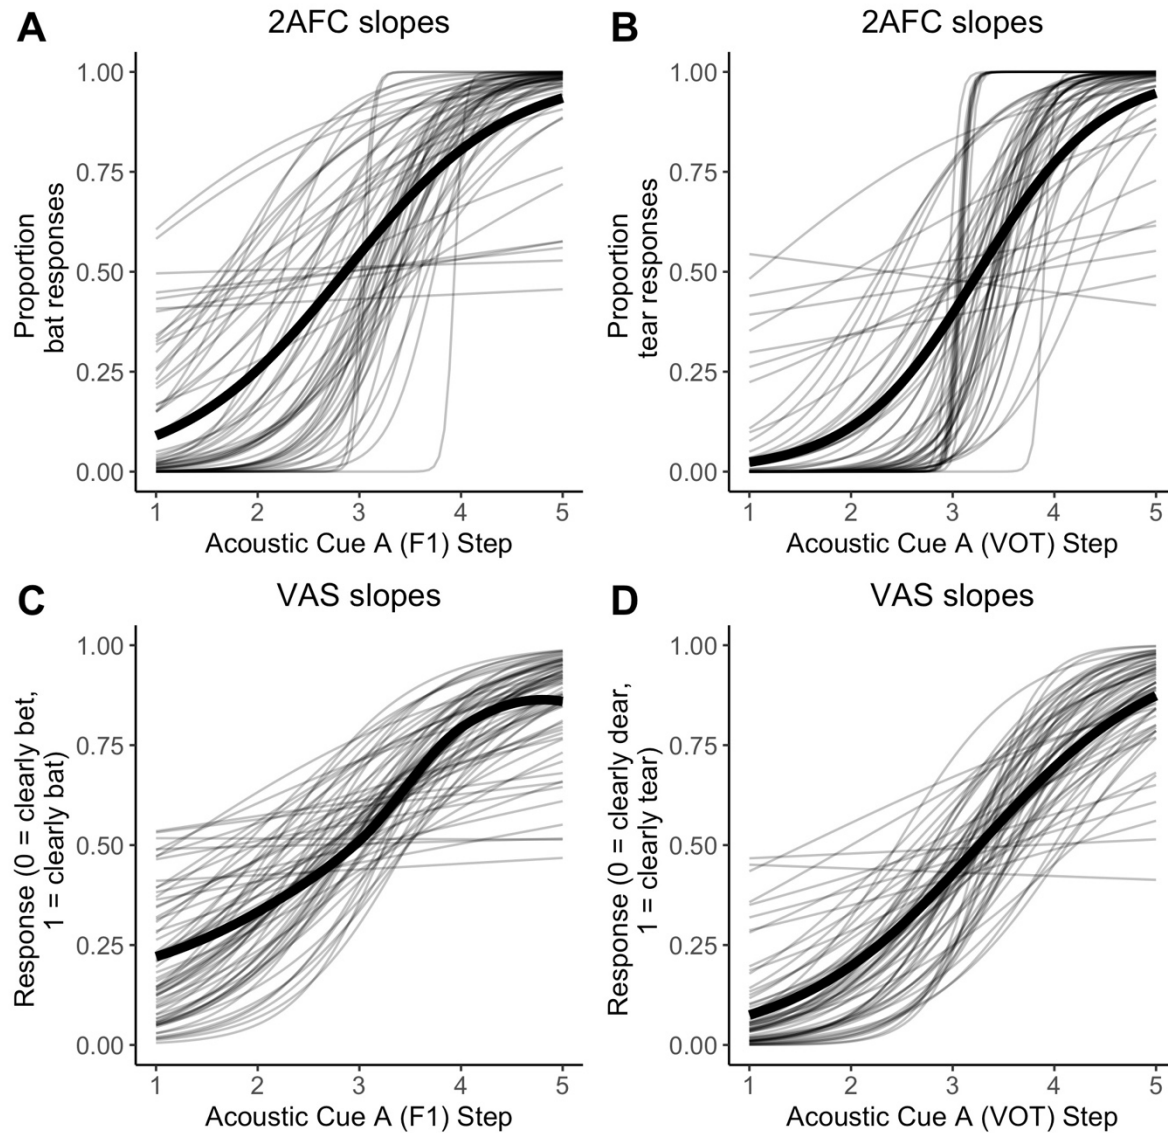 A
2AFC slopes
Proportion
bat responses
1.00
0.75
0.50
0.25
0.00
1 2 3 4 5
Acoustic Cue A (F1) Step
B
2AFC slopes
Proportion
tear responses
1.00
0.75
0.50
0.25
0.00
1 2 3 4 5
Acoustic Cue A (VOT) Step
C
VAS slopes
Response (0 = clearly bet,
1 = clearly bat)
1.00
0.75
0.50
0.25
0.00
1 2 3 4 5
Acoustic Cue A (F1) Step
D
VAS slopes
Response (0 = clearly dear,
1 = clearly tear)
1.00
0.75
0.50
0.25
0.00
1 2 3 4 5
Acoustic Cue A (VOT) Step